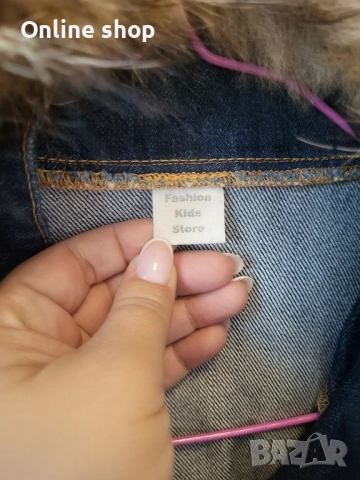 Online shop
Fashion
Kids
Store
BAZAR